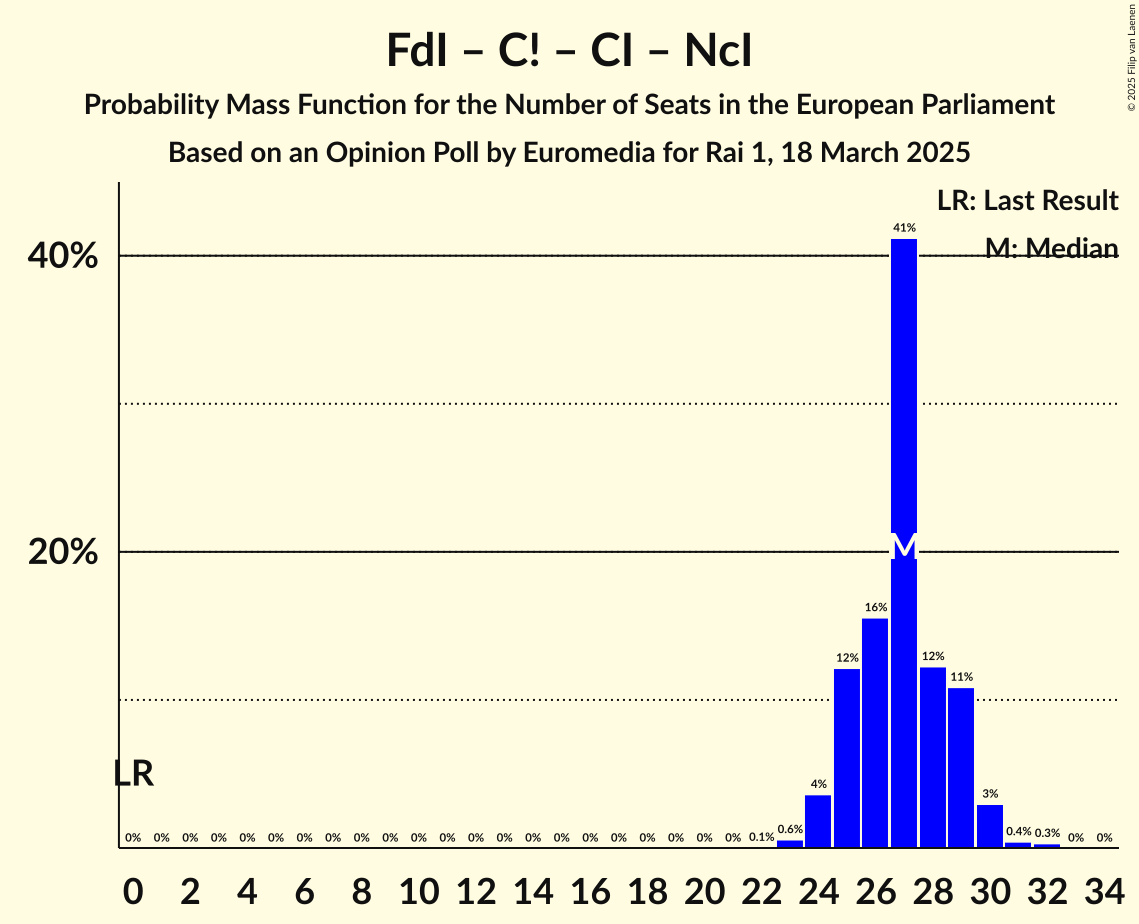 FdI – C! – CI – NcI
Probability Mass Function for the Number of Seats in the European Parliament
Based on an Opinion Poll by Euromedia for Rai 1, 18 March 2025
© 2025 Filip van Laenen
LR: Last Result
M: Median
40%
20%
41%
M
16%
12%
12%
11%
LR
4%
3%
0% 0% 0% 0% 0% 0% 0% 0% 0% 0% 0% 0% 0% 0% 0% 0% 0% 0% 0% 0% 0% 0% 0.1% 0.6% 0.4% 0.3% 0% 0%
0 2 4 6 8 10 12 14 16 18 20 22 24 26 28 30 32 34